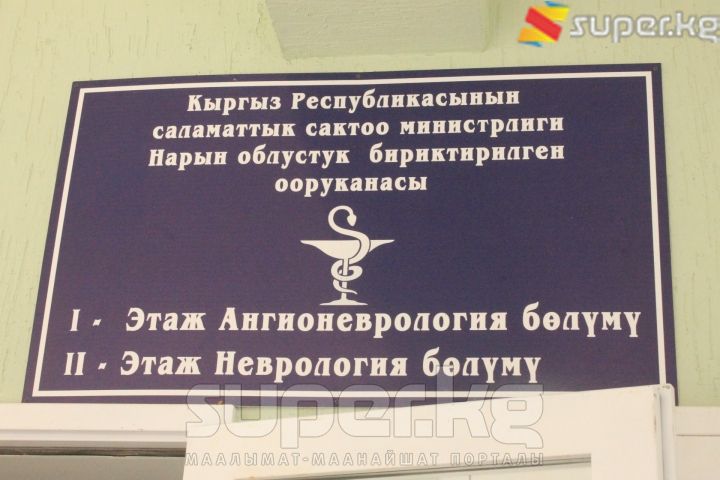 super.kg
Кыргыз Республикасынын
саламаттык сактоо министрлиги
Нарын облустук бириктирилген
ооруканасы
I - Этаж Ангионеврология бөлүмү
II - Этаж Неврология бөлүмү
super.kg
МААЛЫМАТ-МААНАЙШАТ ПОРТАЛЫ